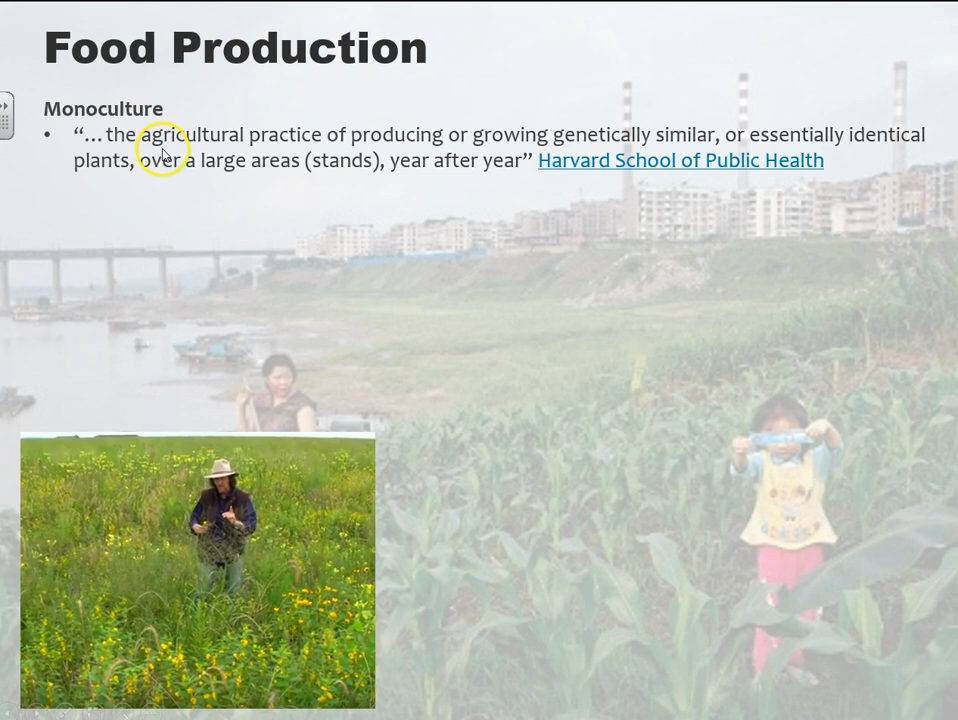 Food Production
Monoculture
• “… the agricultural practice of producing or growing genetically similar, or essentially identical
plants, over a large areas (stands), year after year” Harvard School of Public Health